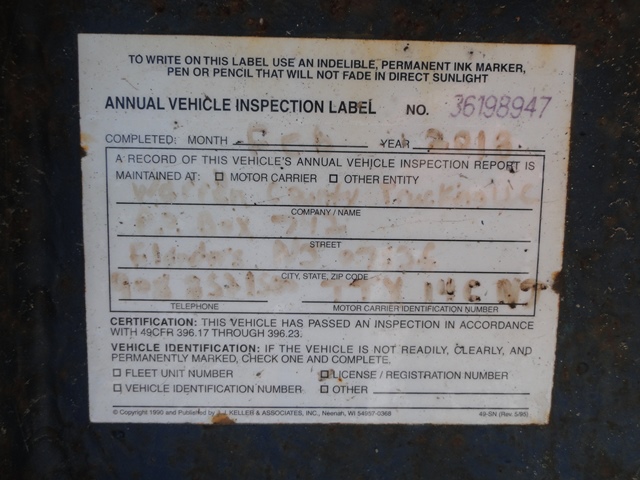 TO WRITE ON THIS LABEL USE AN INDELIBLE, PERMANENT INK MARKER,
PEN OR PENCIL THAT WILL NOT FADE IN DIRECT SUNLIGHT
ANNUAL VEHICLE INSPECTION LABEL NO. 36198947
COMPLETED: MONTH YEAR
A RECORD OF THIS VEHICLE'S ANNUAL VEHICLE INSPECTION REPORT IS
MAINTAINED AT: ☐ MOTOR CARRIER ☐ OTHER ENTITY
County
COMPANY / NAME
Box
STREET
CITY, STATE, ZIP CODE
TELEPHONE MOTOR CARRIER IDENTIFICATION NUMBER
CERTIFICATION: THIS VEHICLE HAS PASSED AN INSPECTION IN ACCORDANCE
WITH 49CFR 396.17 THROUGH 396.23.
VEHICLE IDENTIFICATION: IF THE VEHICLE IS NOT READILY, CLEARLY, AND
PERMANENTLY MARKED, CHECK ONE AND COMPLETE.
☐ FLEET UNIT NUMBER ☐ LICENSE / REGISTRATION NUMBER
☐ VEHICLE IDENTIFICATION NUMBER ☐ OTHER
© Copyright 1990 and Published by J. J. KELLER & ASSOCIATES, INC., Neenah, WI 54957-0368 49-SN (Rev. 5/95)